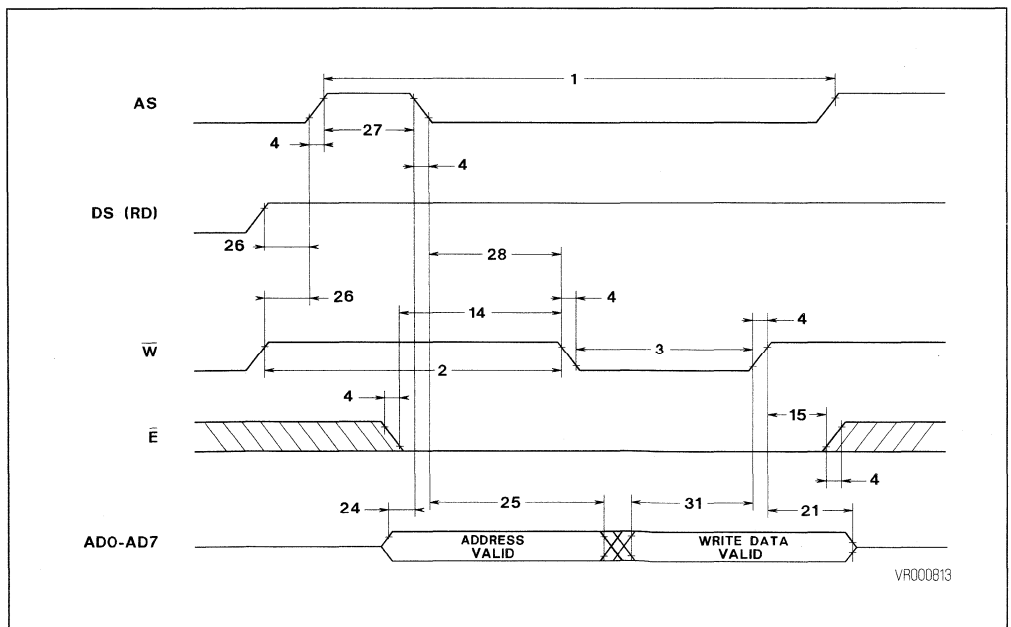 1
AS
27
4
4
DS (RD)
26
28
26
4
14
4
W̅
3
2
4
15
E̅
4
24
25
31
21
AD0-AD7
ADDRESS VALID
WRITE DATA VALID
VR000813